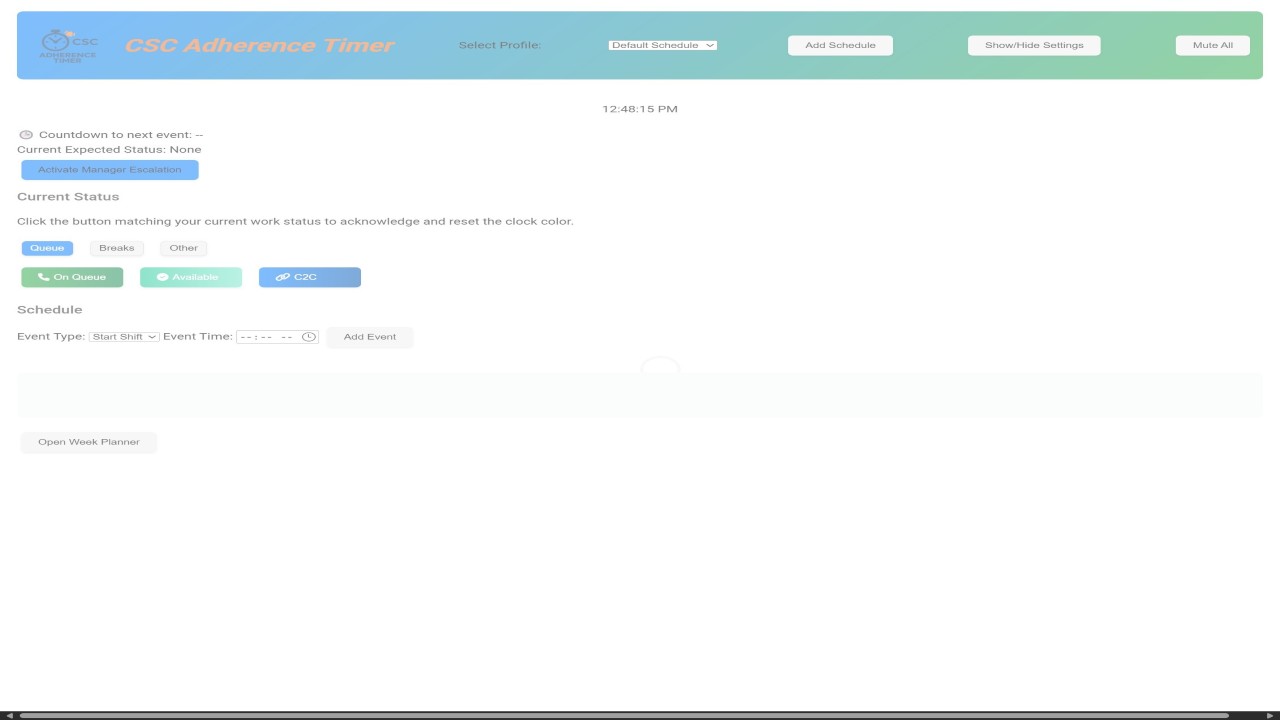 CSC
ADHERENCE
TIMER
CSC Adherence Timer
Select Profile:
Default Schedule
Add Schedule
Show/Hide Settings
Mute All
12:48:15 PM
Countdown to next event: --
Current Expected Status: None
Activate Manager Escalation
Current Status
Click the button matching your current work status to acknowledge and reset the clock color.
Queue
Breaks
Other
On Queue
Available
C2C
Schedule
Event Type: Start Shift Event Time: --:-- -- Add Event
Open Week Planner